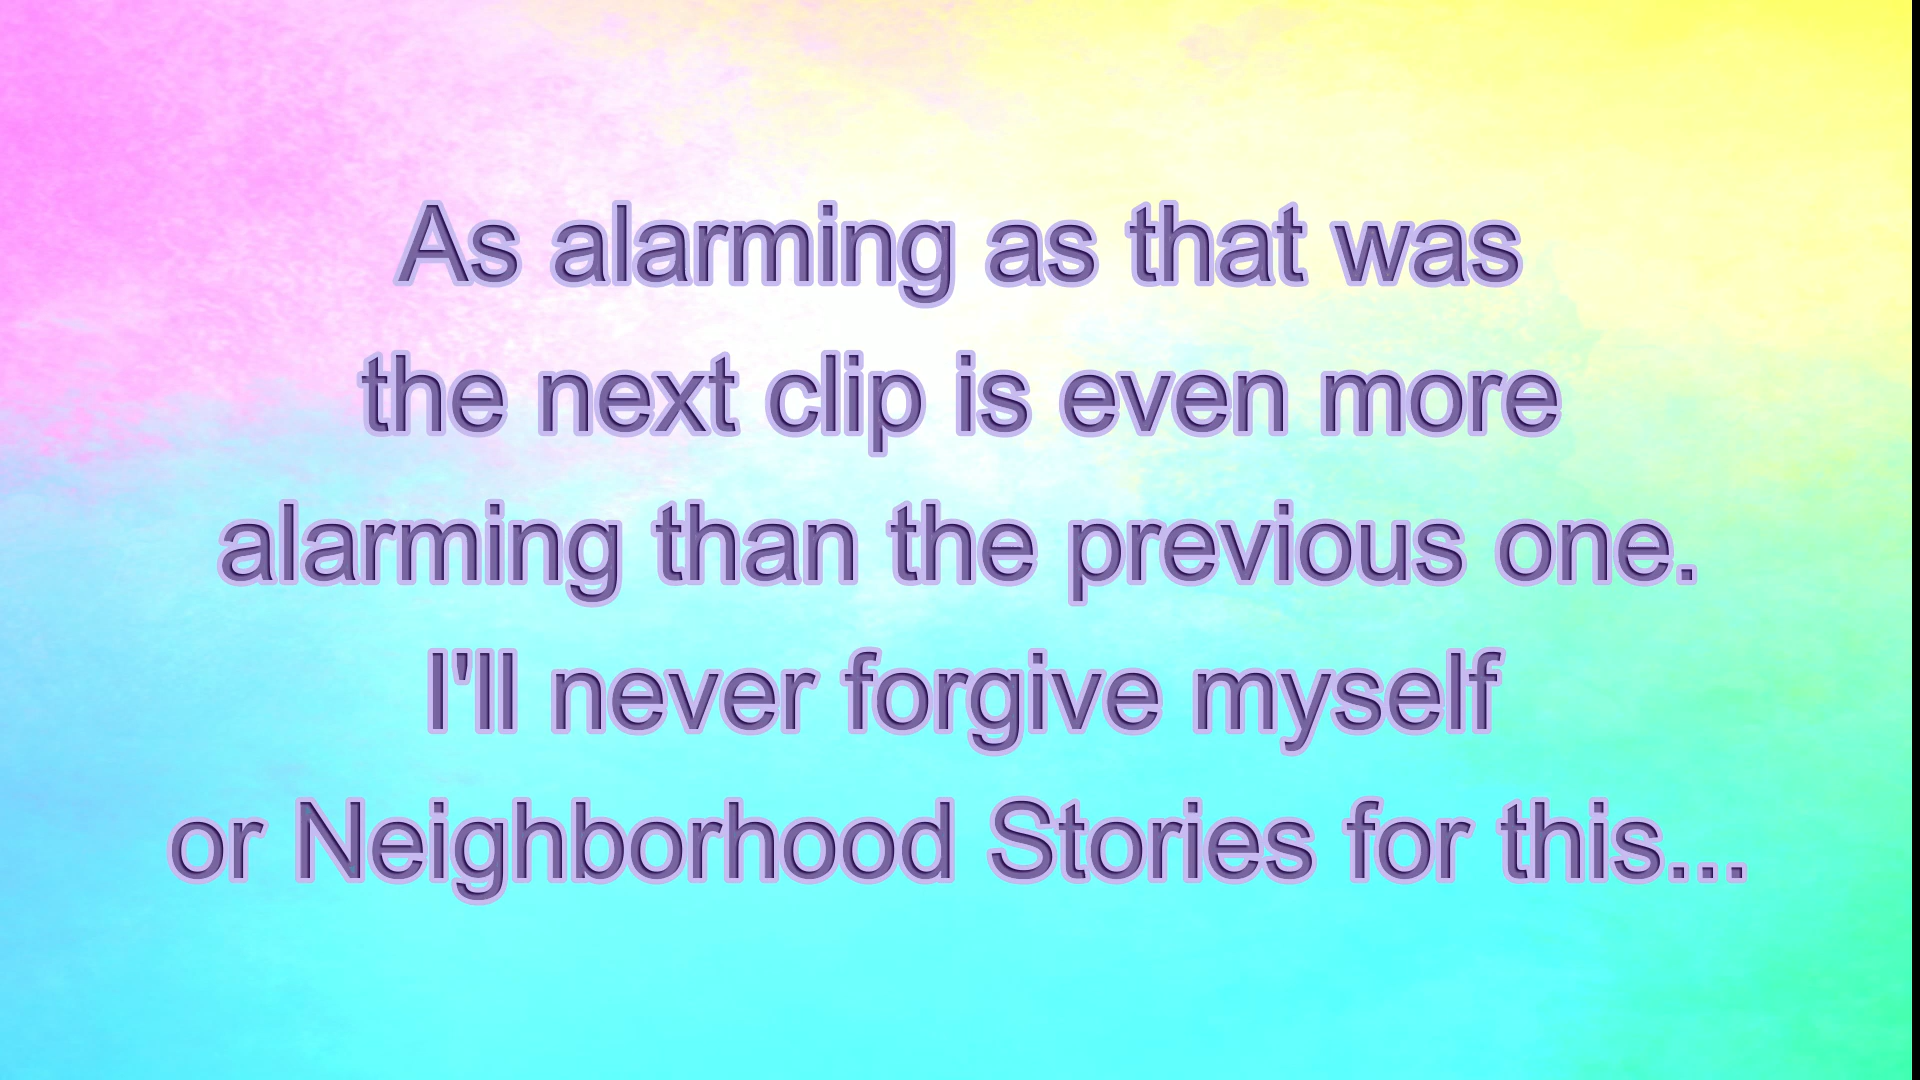 As alarming as that was
the next clip is even more
alarming than the previous one.
I'll never forgive myself
or Neighborhood Stories for this...